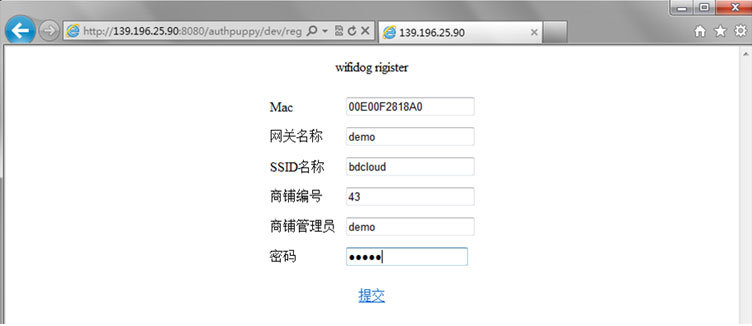 http://139.196.25.90:8080/authpuppy/dev/reg
139.196.25.90
wifidog rigister
Mac 00E00F2818A0
网关名称 demo
SSID名称 bdcloud
商铺编号 43
商铺管理员 demo
密码 •••••
提交